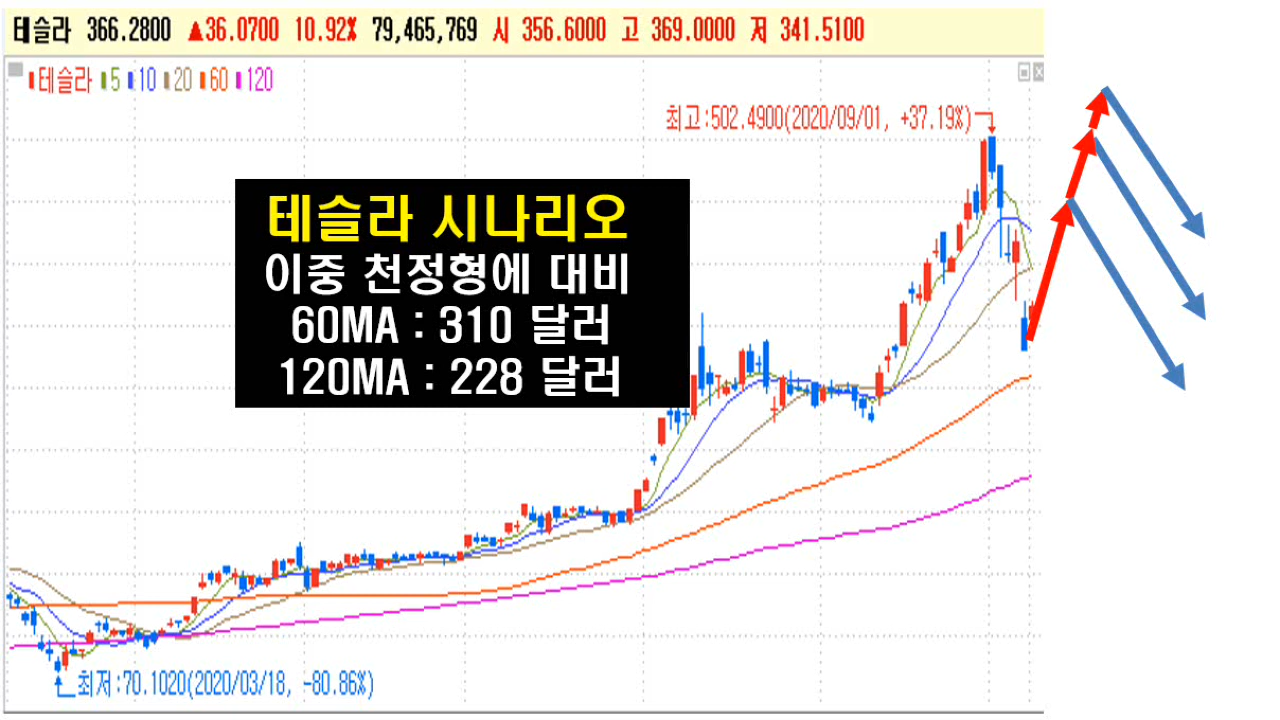 테슬라 366.2800 ▲36.0700 10.92% 79,465,769 시 356.6000 고 369.0000 저 341.5100
테슬라 5 10 20 60 120
최고:502.4900(2020/09/01, +37.19%)
테슬라 시나리오
이중 천정형에 대비
60MA : 310 달러
120MA : 228 달러
최저:70.1020(2020/03/18, -80.86%)